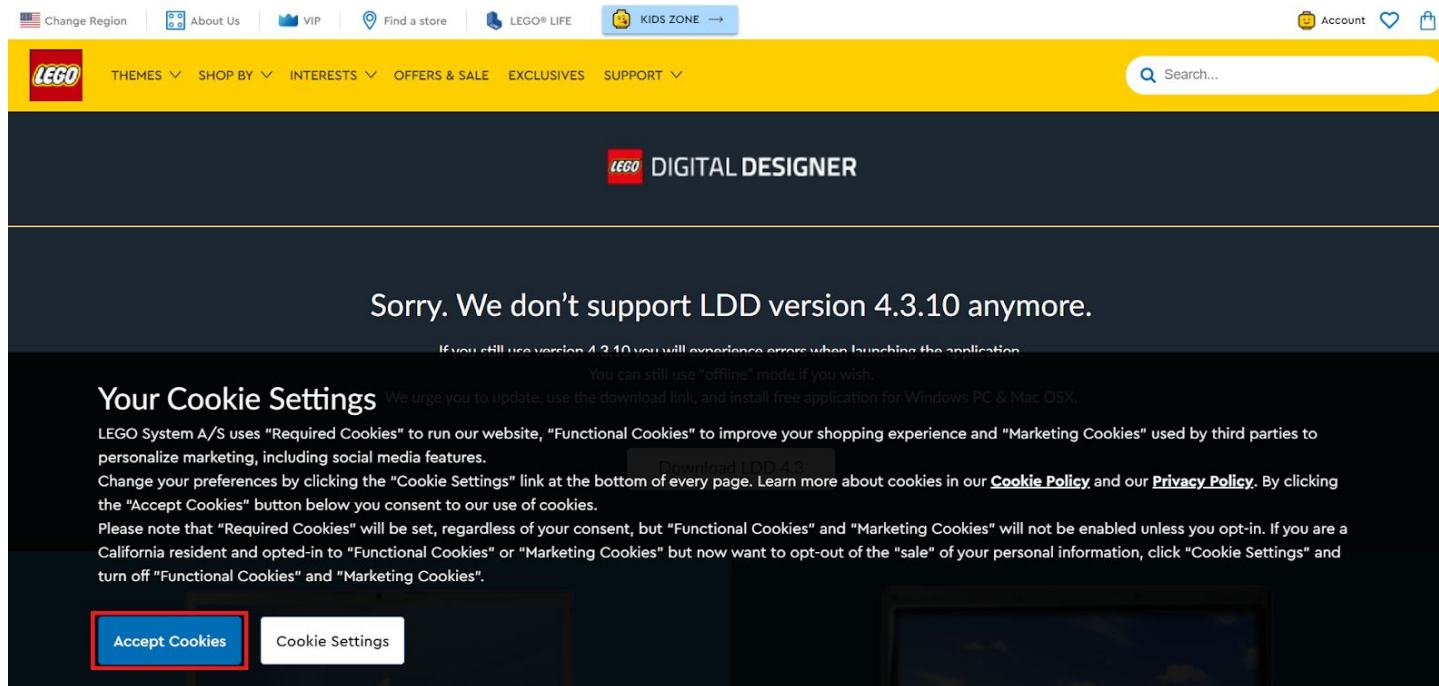 Change Region About Us VIP Find a store LEGO® LIFE KIDS ZONE → Account
LEGO THEMES SHOP BY INTERESTS OFFERS & SALE EXCLUSIVES SUPPORT Search...
LEGO DIGITAL DESIGNER
Sorry. We don’t support LDD version 4.3.10 anymore.
If you still use version 4.3.10 you will experience errors when launching the application.
You can still use "offline" mode if you wish.
We urge you to update, use the download link, and install free application for Windows PC & Mac OSX.
Download LDD 4.3
Your Cookie Settings
LEGO System A/S uses “Required Cookies” to run our website, “Functional Cookies” to improve your shopping experience and “Marketing Cookies” used by third parties to
personalize marketing, including social media features.
Change your preferences by clicking the “Cookie Settings” link at the bottom of every page. Learn more about cookies in our Cookie Policy and our Privacy Policy. By clicking
the “Accept Cookies” button below you consent to our use of cookies.
Please note that “Required Cookies” will be set, regardless of your consent, but “Functional Cookies” and “Marketing Cookies” will not be enabled unless you opt-in. If you are a
California resident and opted-in to “Functional Cookies” or “Marketing Cookies” but now want to opt-out of the “sale” of your personal information, click “Cookie Settings” and
turn off “Functional Cookies” and “Marketing Cookies”.
Accept Cookies Cookie Settings